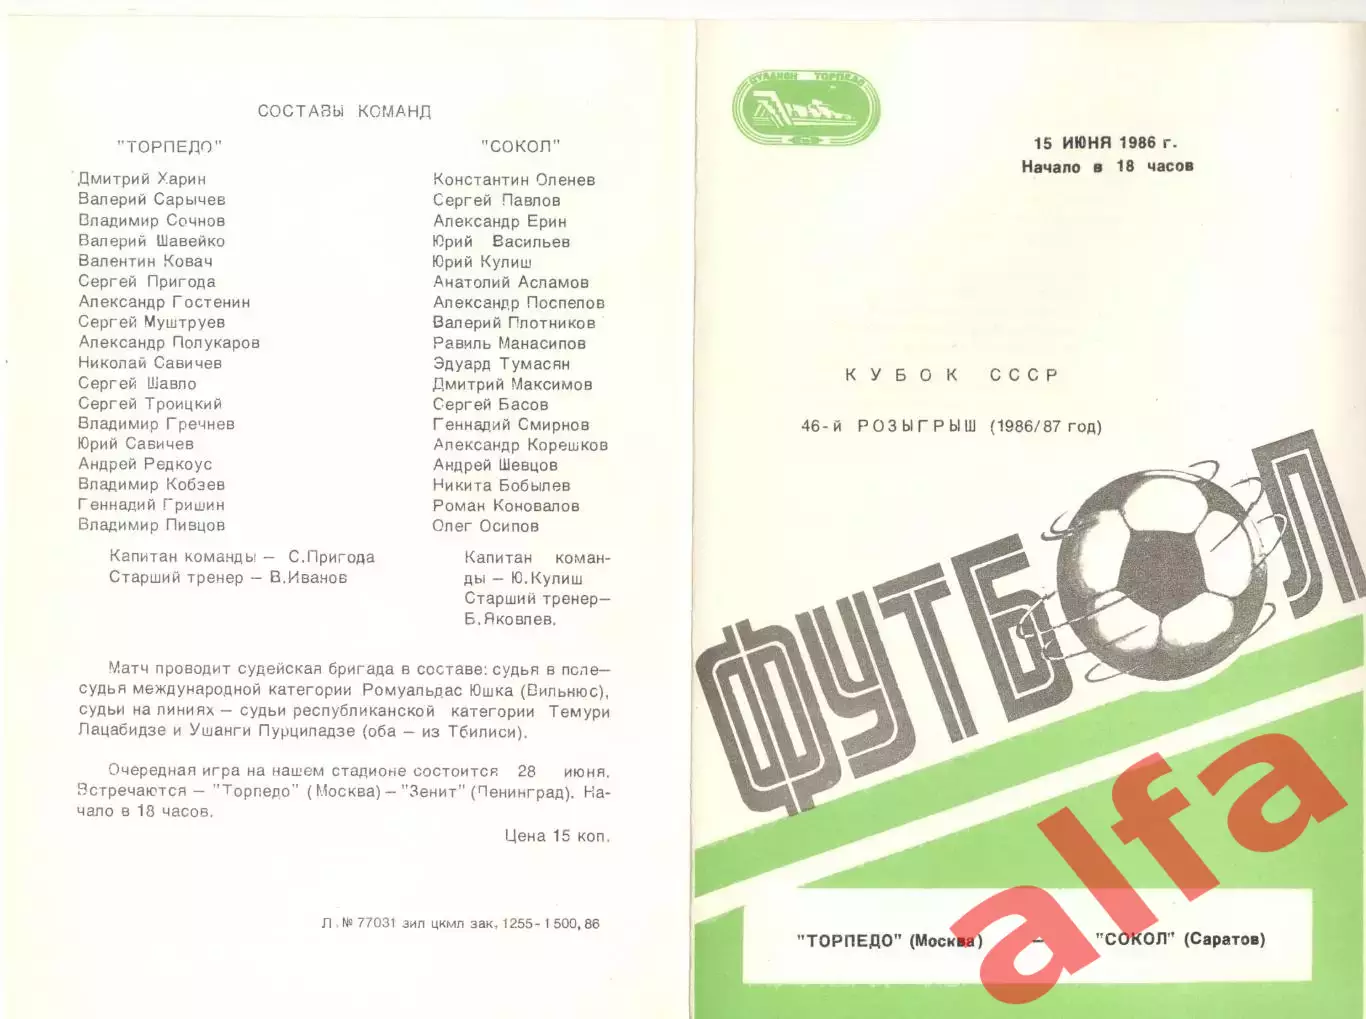 СОСТАВЫ КОМАНД
"ТОРПЕДО"
Дмитрий Харин
Валерий Сарычев
Владимир Сочнов
Валерий Шавейко
Валентин Ковач
Сергей Пригода
Александр Гостенин
Сергей Муштруев
Александр Полукаров
Николай Савичев
Сергей Шавло
Сергей Троицкий
Владимир Гречнев
Юрий Савичев
Андрей Редкоус
Владимир Кобзев
Геннадий Гришин
Владимир Пивцов
Капитан команды – С.Пригода
Старший тренер – В.Иванов
"СОКОЛ"
Константин Оленев
Сергей Павлов
Александр Ерин
Юрий Васильев
Юрий Кулиш
Анатолий Асламов
Александр Поспелов
Валерий Плотников
Равиль Манасипов
Эдуард Тумасян
Дмитрий Максимов
Сергей Басов
Геннадий Смирнов
Александр Корешков
Андрей Шевцов
Никита Бобылев
Роман Коновалов
Олег Осипов
Капитан коман-
ды – Ю.Кулиш
Старший тренер–
Б.Яковлев.
Матч проводит судейская бригада в составе: судья в поле–
судья международной категории Ромуальдас Юшка (Вильнюс),
судьи на линиях – судьи республиканской категории Темури
Лацабидзе и Ушанги Пурциладзе (оба – из Тбилиси).
Очередная игра на нашем стадионе состоится 28 июня.
Встречаются – "Торпедо" (Москва) – "Зенит" (Ленинград). На-
чало в 18 часов.
Цена 15 коп.
Л.№ 77031 зил цкмл зак. 1255-1500,86
СТАДИОН ТОРПЕДО
15 ИЮНЯ 1986 г.
Начало в 18 часов
КУБОК СССР
46-й РОЗЫГРЫШ (1986/87 год)
ФУТБОЛ
"ТОРПЕДО" (Москва) — "СОКОЛ" (Саратов)
alfa